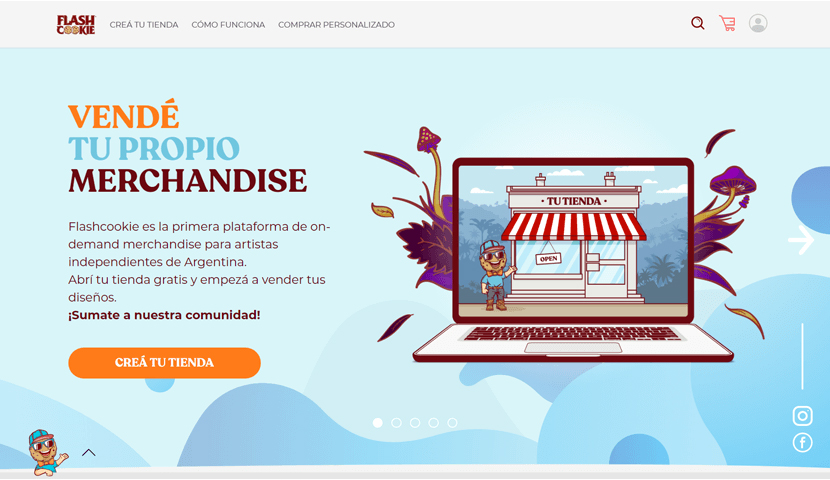 FLASH
COOKIE
CREÁ TU TIENDA
CÓMO FUNCIONA
COMPRAR PERSONALIZADO
VENDÉ
TU PROPIO
MERCHANDISE
Flashcookie es la primera plataforma de on-
demand merchandise para artistas
independientes de Argentina.
Abrí tu tienda gratis y empezá a vender tus
diseños.
¡Sumate a nuestra comunidad!
CREÁ TU TIENDA
· TU TIENDA ·
OPEN